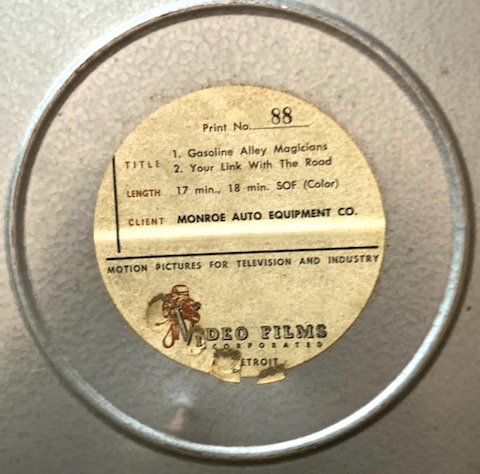 Print No. 88
TITLE 1. Gasoline Alley Magicians
2. Your Link With The Road
LENGTH 17 min., 18 min. SOF (Color)
CLIENT MONROE AUTO EQUIPMENT CO.
MOTION PICTURES FOR TELEVISION AND INDUSTRY
VIDEO FILMS
INCORPORATED
ETROIT